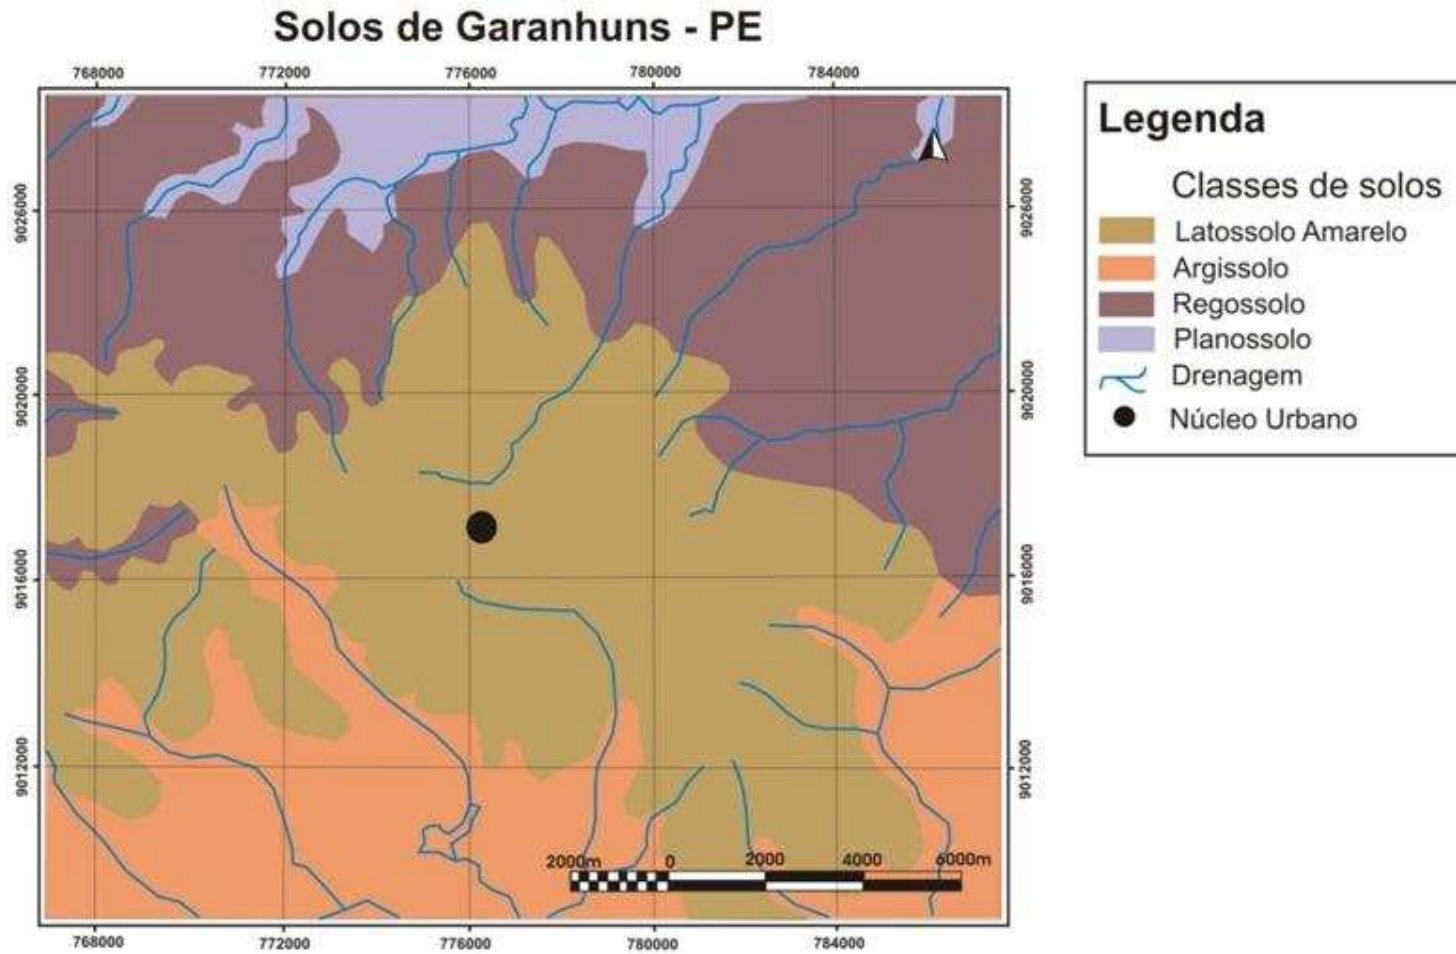 Solos de Garanhuns - PE
768000 772000 776000 780000 784000
9026000 9026000
9020000 9020000
9016000 9016000
9012000 9012000
2000m 0 2000 4000 6000m
768000 772000 776000 780000 784000
Legenda
Classes de solos
Latossolo Amarelo
Argissolo
Regossolo
Planossolo
Drenagem
Núcleo Urbano